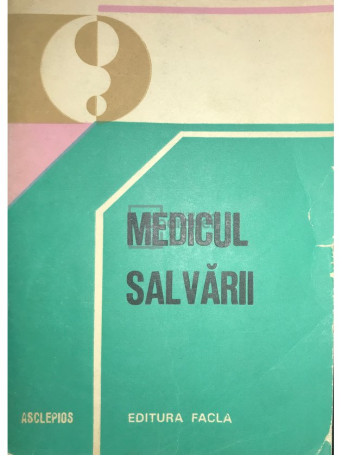 MEDICUL
SALVĂRII
ASCLEPIOS EDITURA FACLA